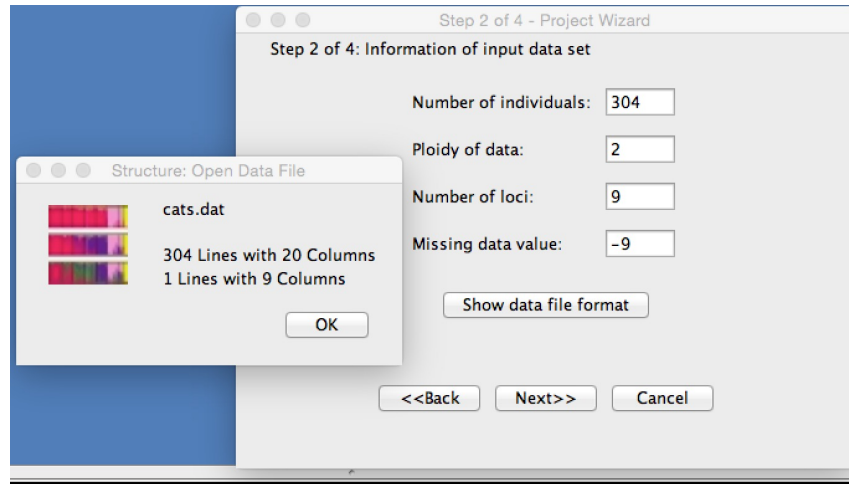 Step 2 of 4 - Project Wizard
Step 2 of 4: Information of input data set
Number of individuals: 304
Ploidy of data: 2
Number of loci: 9
Missing data value: -9
Show data file format
<<Back Next>> Cancel
Structure: Open Data File
cats.dat
304 Lines with 20 Columns
1 Lines with 9 Columns
OK